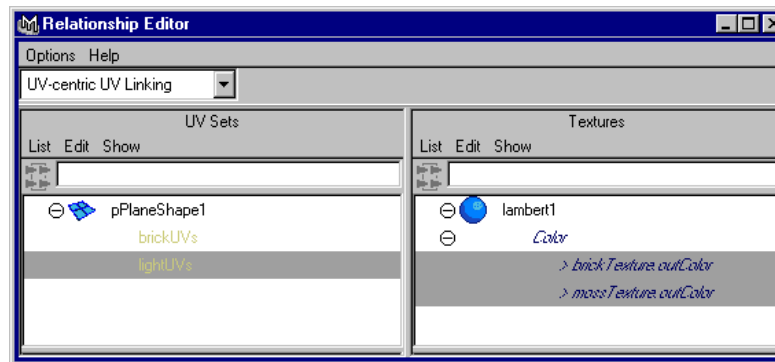 Relationship Editor
Options Help
UV-centric UV Linking
UV Sets
List Edit Show
pPlaneShape1
brickUVs
lightUVs
Textures
List Edit Show
lambert1
Color
> brickTexture.outColor
> mossTexture.outColor